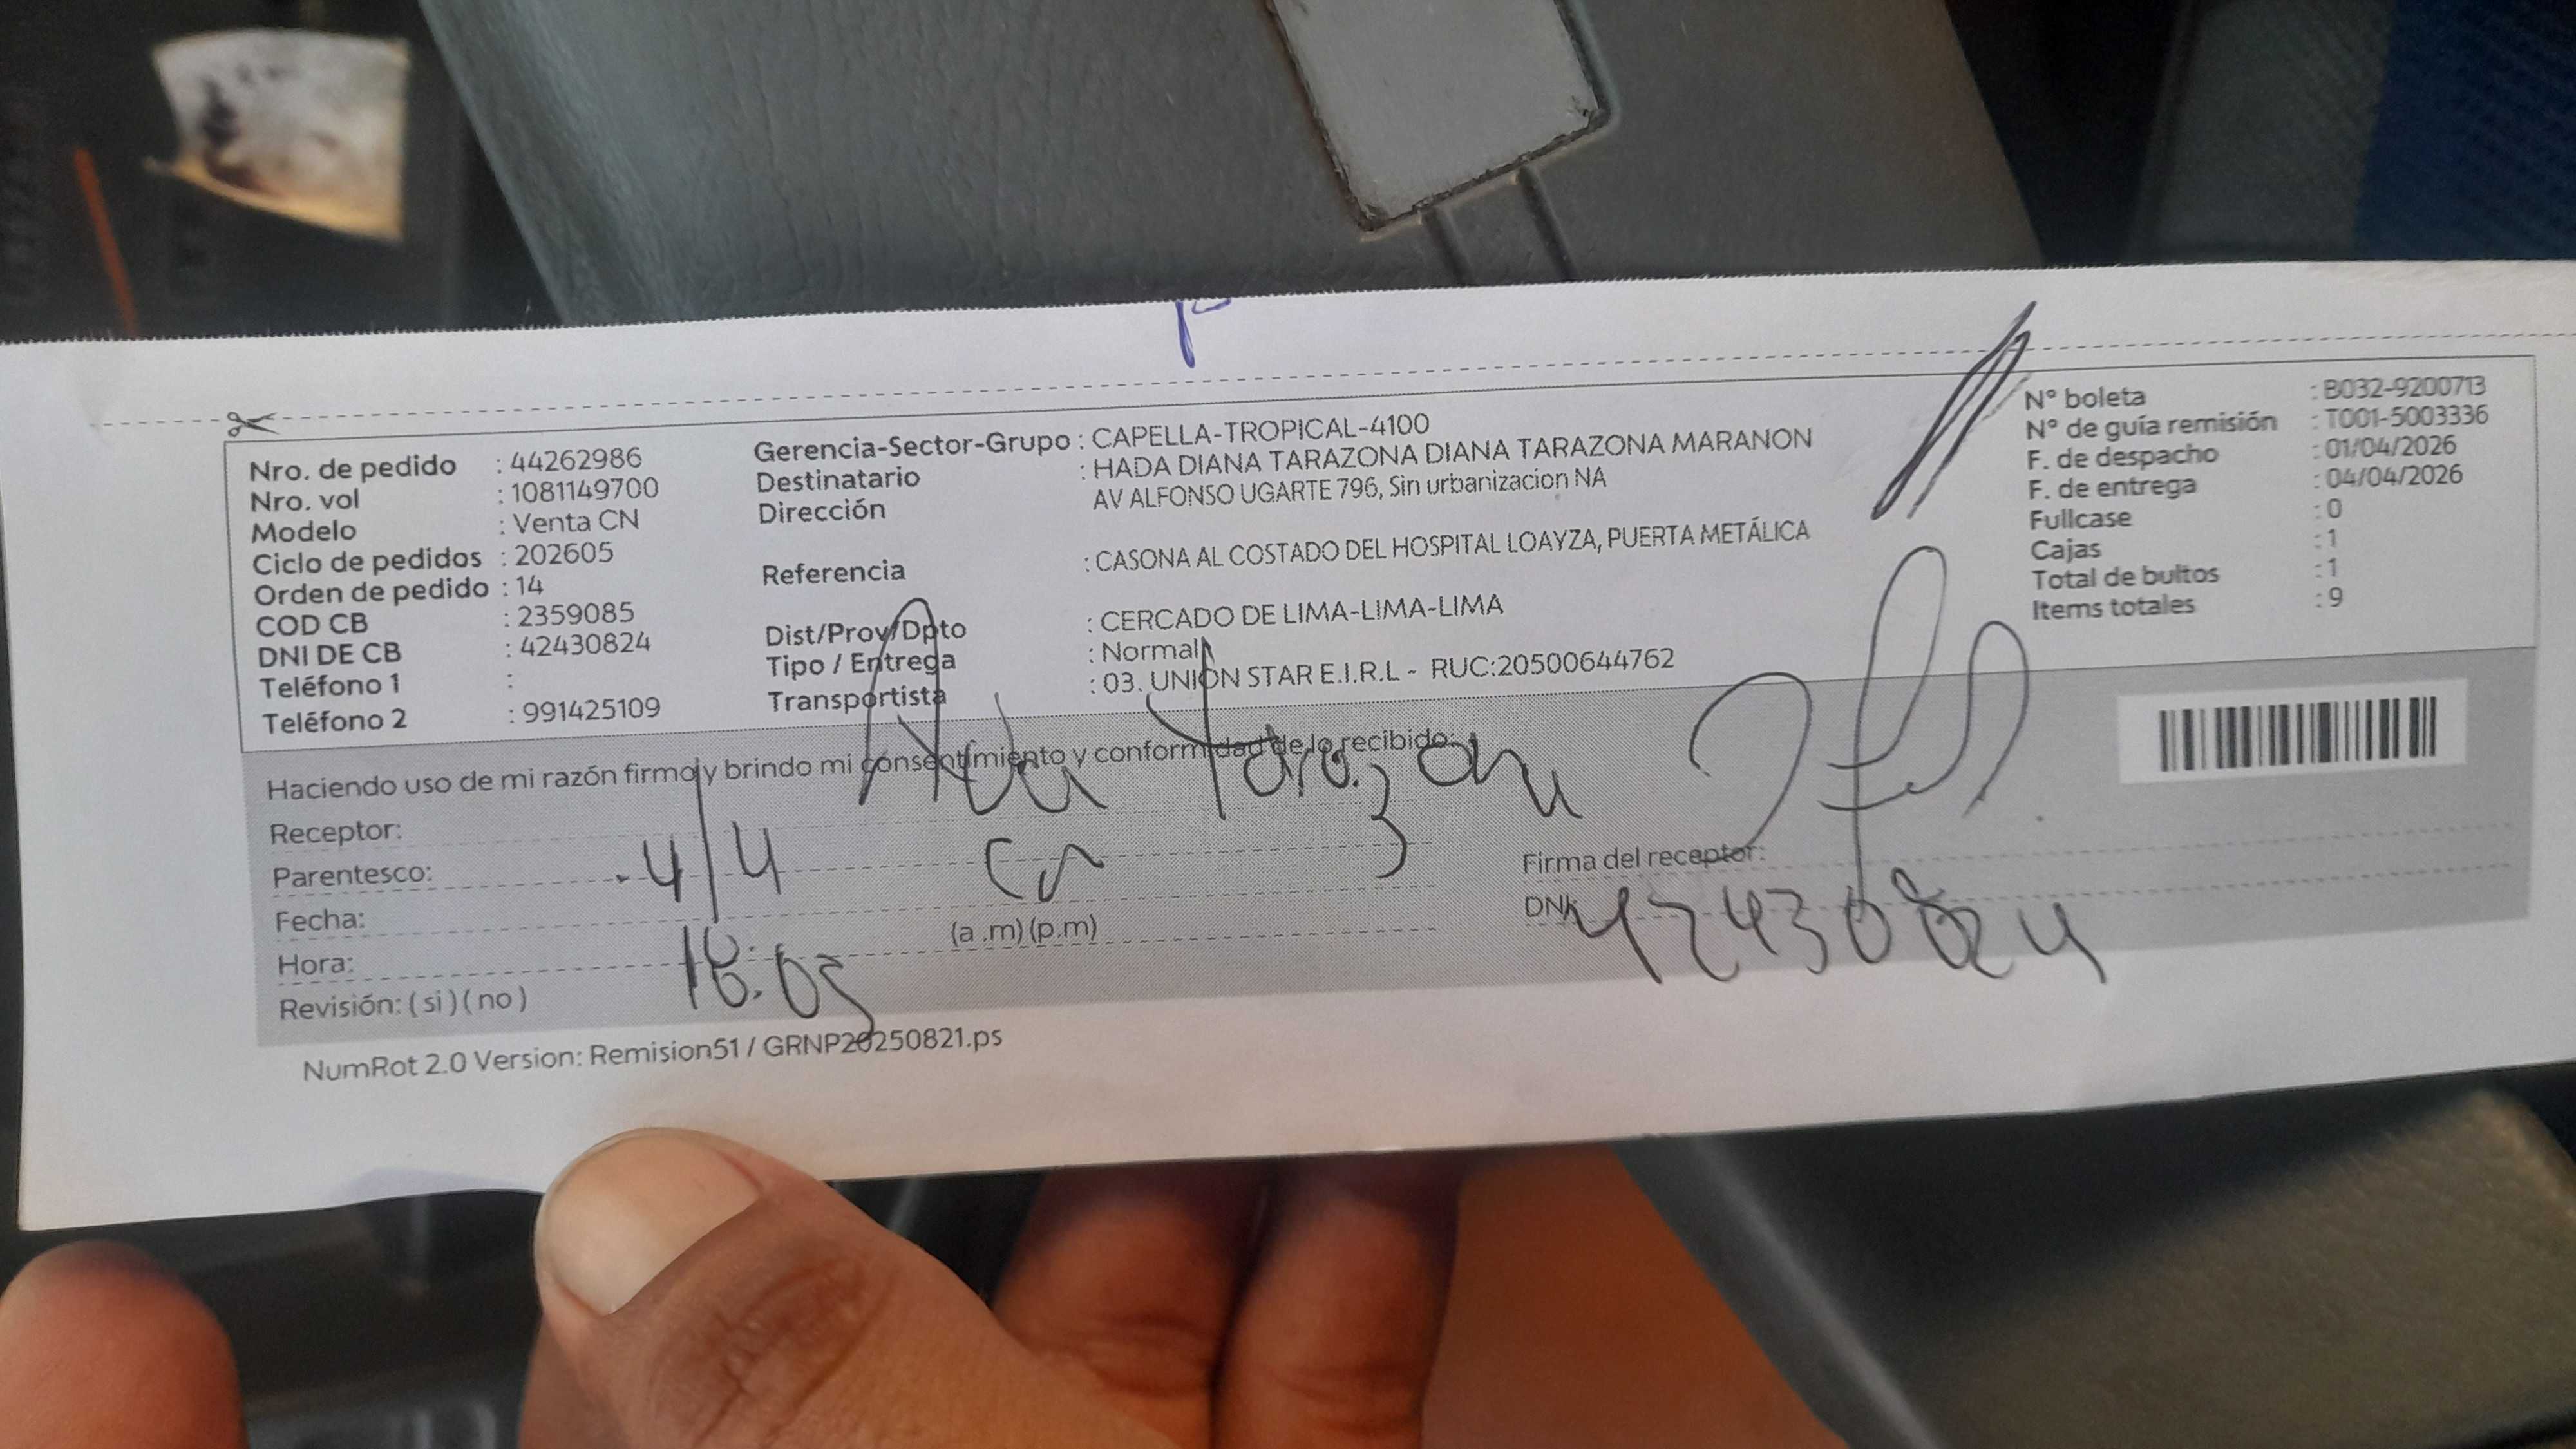 Nro. de pedido : 44262986
Nro. vol : 1081149700
Modelo : Venta CN
Ciclo de pedidos : 202605
Orden de pedido : 14
COD CB : 2359085
DNI DE CB : 42430824
Teléfono 1 :
Teléfono 2 : 991425109
Gerencia-Sector-Grupo : CAPELLA-TROPICAL-4100
Destinatario : HADA DIANA TARAZONA DIANA TARAZONA MARANON
Dirección AV ALFONSO UGARTE 796, Sin urbanizacion NA
Referencia : CASONA AL COSTADO DEL HOSPITAL LOAYZA, PUERTA METÁLICA
Dist/Prov/Dpto : CERCADO DE LIMA-LIMA-LIMA
Tipo / Entrega : Normal
Transportista : 03. UNION STAR E.I.R.L - RUC:20500644762
N° boleta : B032-9200713
N° de guía remisión : T001-5003336
F. de despacho : 01/04/2026
F. de entrega : 04/04/2026
Fullcase : 0
Cajas : 1
Total de bultos : 1
Items totales : 9
Haciendo uso de mi razón firmo y brindo mi consentimiento y conformidad de lo recibido:
Receptor: Tarazona
Parentesco:
Fecha: 4/4
Hora: (a .m) (p.m)
Revisión: ( si ) ( no )
Firma del receptor:
DNI: 42430824
NumRot 2.0 Version: Remision51 / GRNP20250821.ps